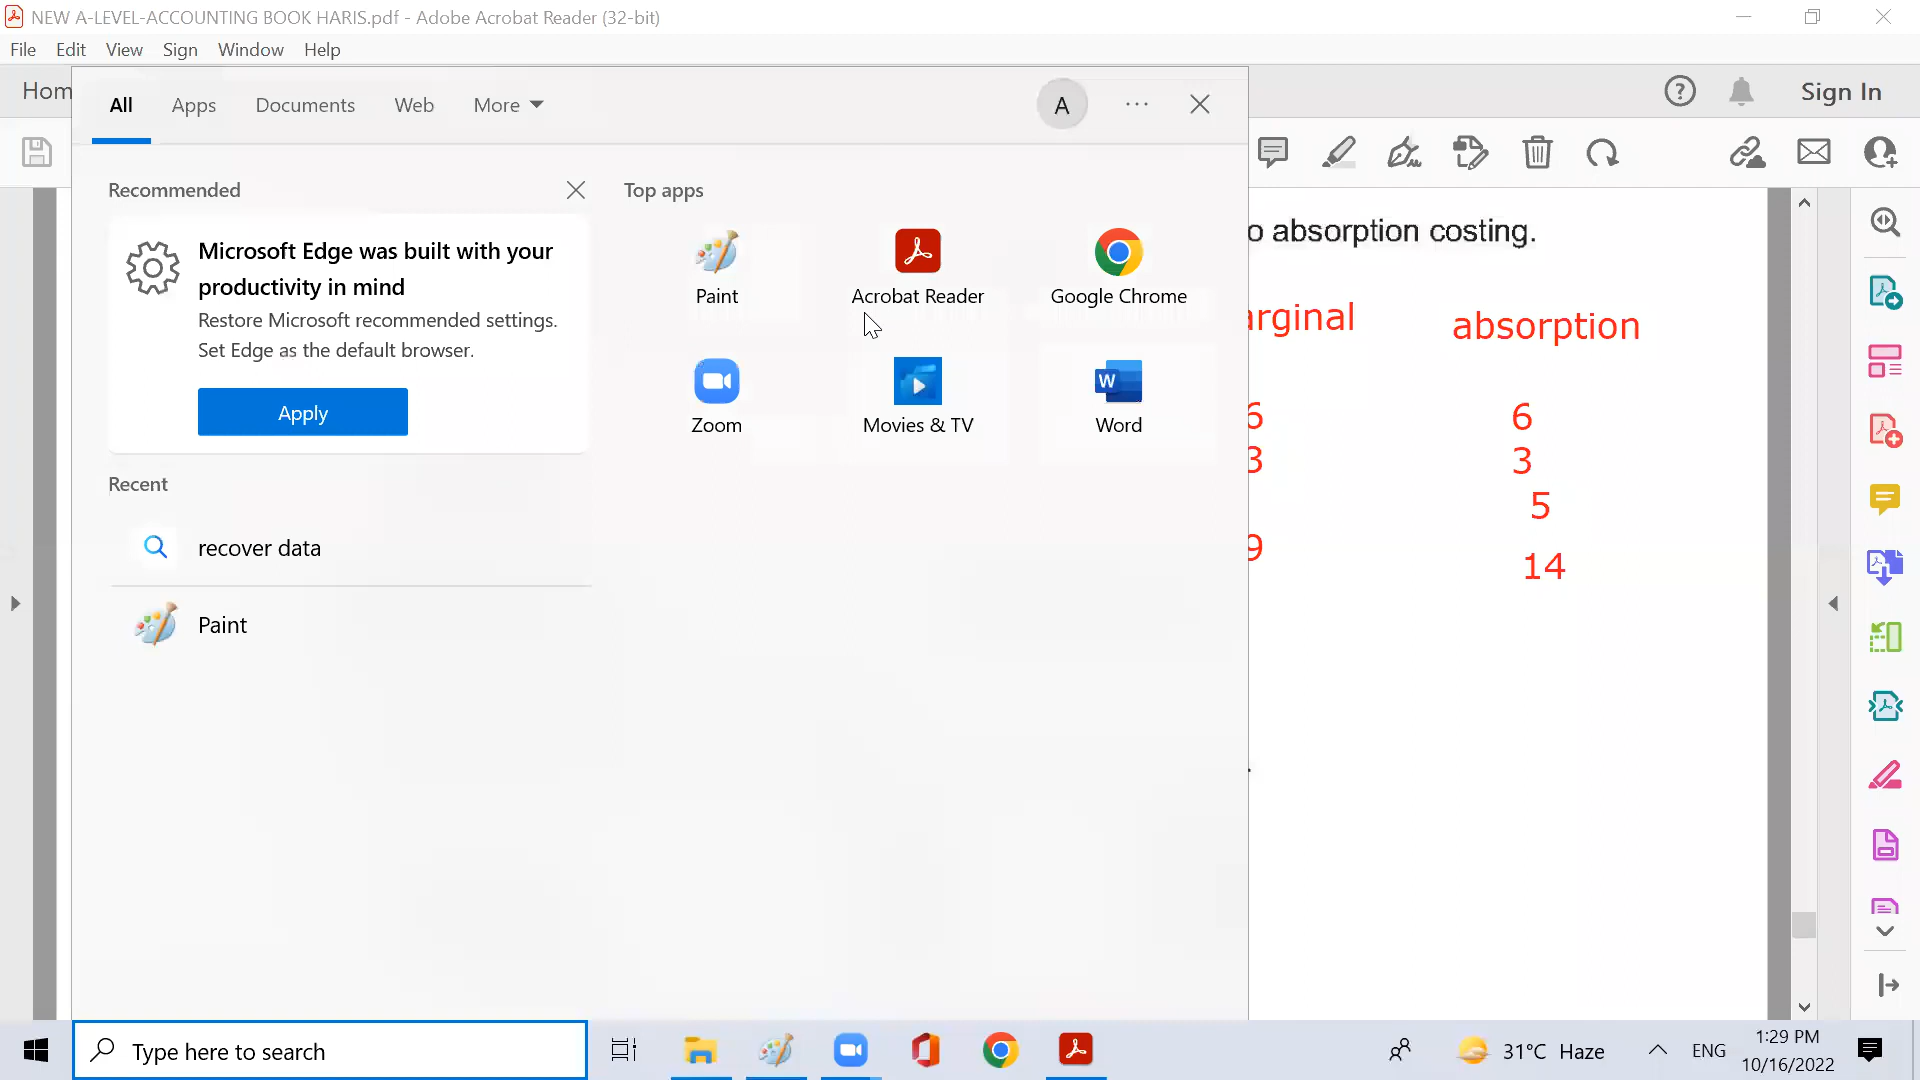 NEW A-LEVEL-ACCOUNTING BOOK HARIS.pdf - Adobe Acrobat Reader (32-bit)
File Edit View Sign Window Help
Hom
Sign In
All Apps Documents Web More
A
Recommended
Microsoft Edge was built with your
productivity in mind
Restore Microsoft recommended settings.
Set Edge as the default browser.
Apply
Recent
recover data
Paint
Top apps
Paint Acrobat Reader Google Chrome
Zoom Movies & TV Word
o absorption costing.
arginal absorption
6 6
3 3
5
9
14
Type here to search
31°C Haze
ENG
1:29 PM
10/16/2022